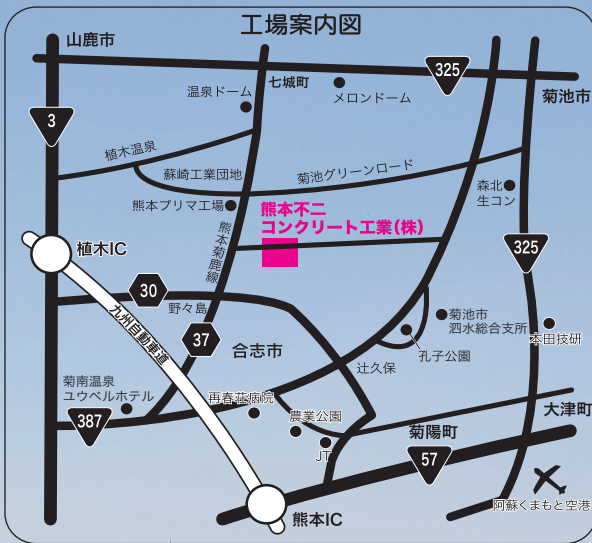 工場案内図
山鹿市
七城町
325
菊池市
温泉ドーム
メロンドーム
3
植木温泉
蘇崎工業団地
菊池グリーンロード
熊本プリマ工場
森北
生コン
熊本不二
コンクリート工業(株)
熊本菊鹿線
植木IC
325
30
野々島
九州自動車道
37
合志市
菊池市
泗水総合支所
孔子公園
本田技研
辻久保
菊南温泉
ユウベルホテル
再春荘病院
387
農業公園
JT
大津町
菊陽町
57
阿蘇くまもと空港
熊本IC